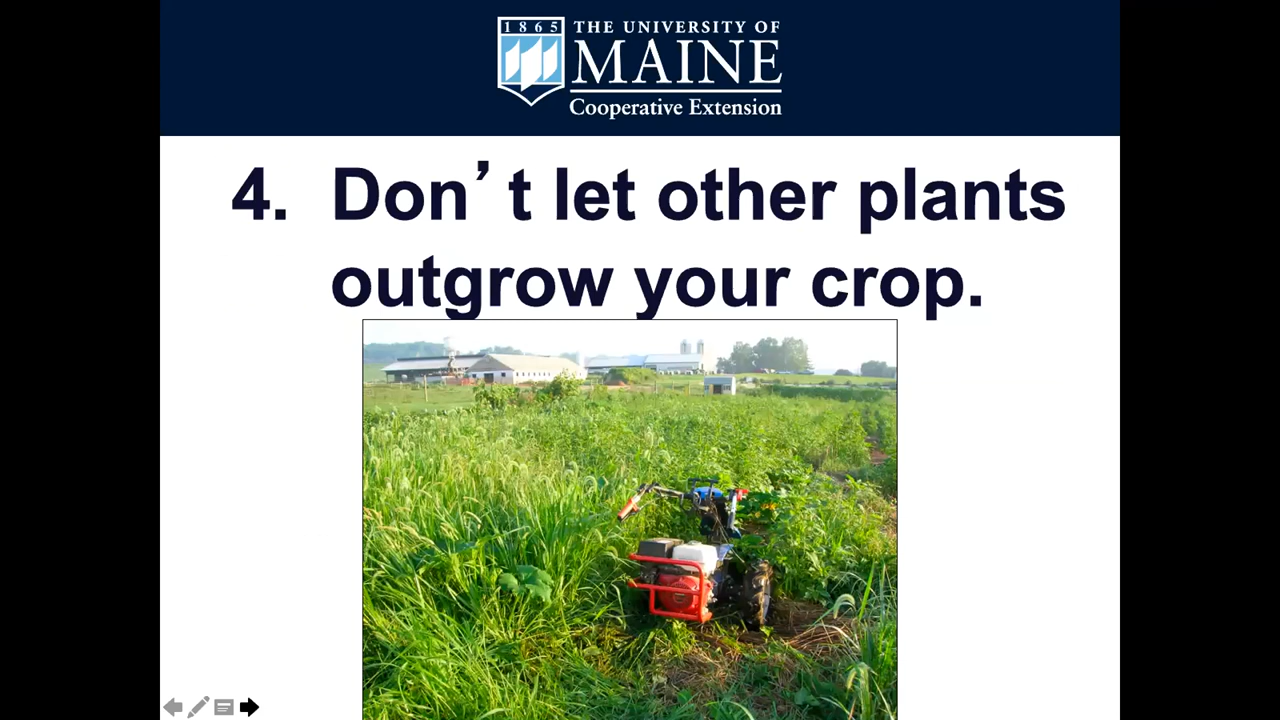 1865
THE UNIVERSITY OF
MAINE
Cooperative Extension
4. Don’t let other plants
outgrow your crop.